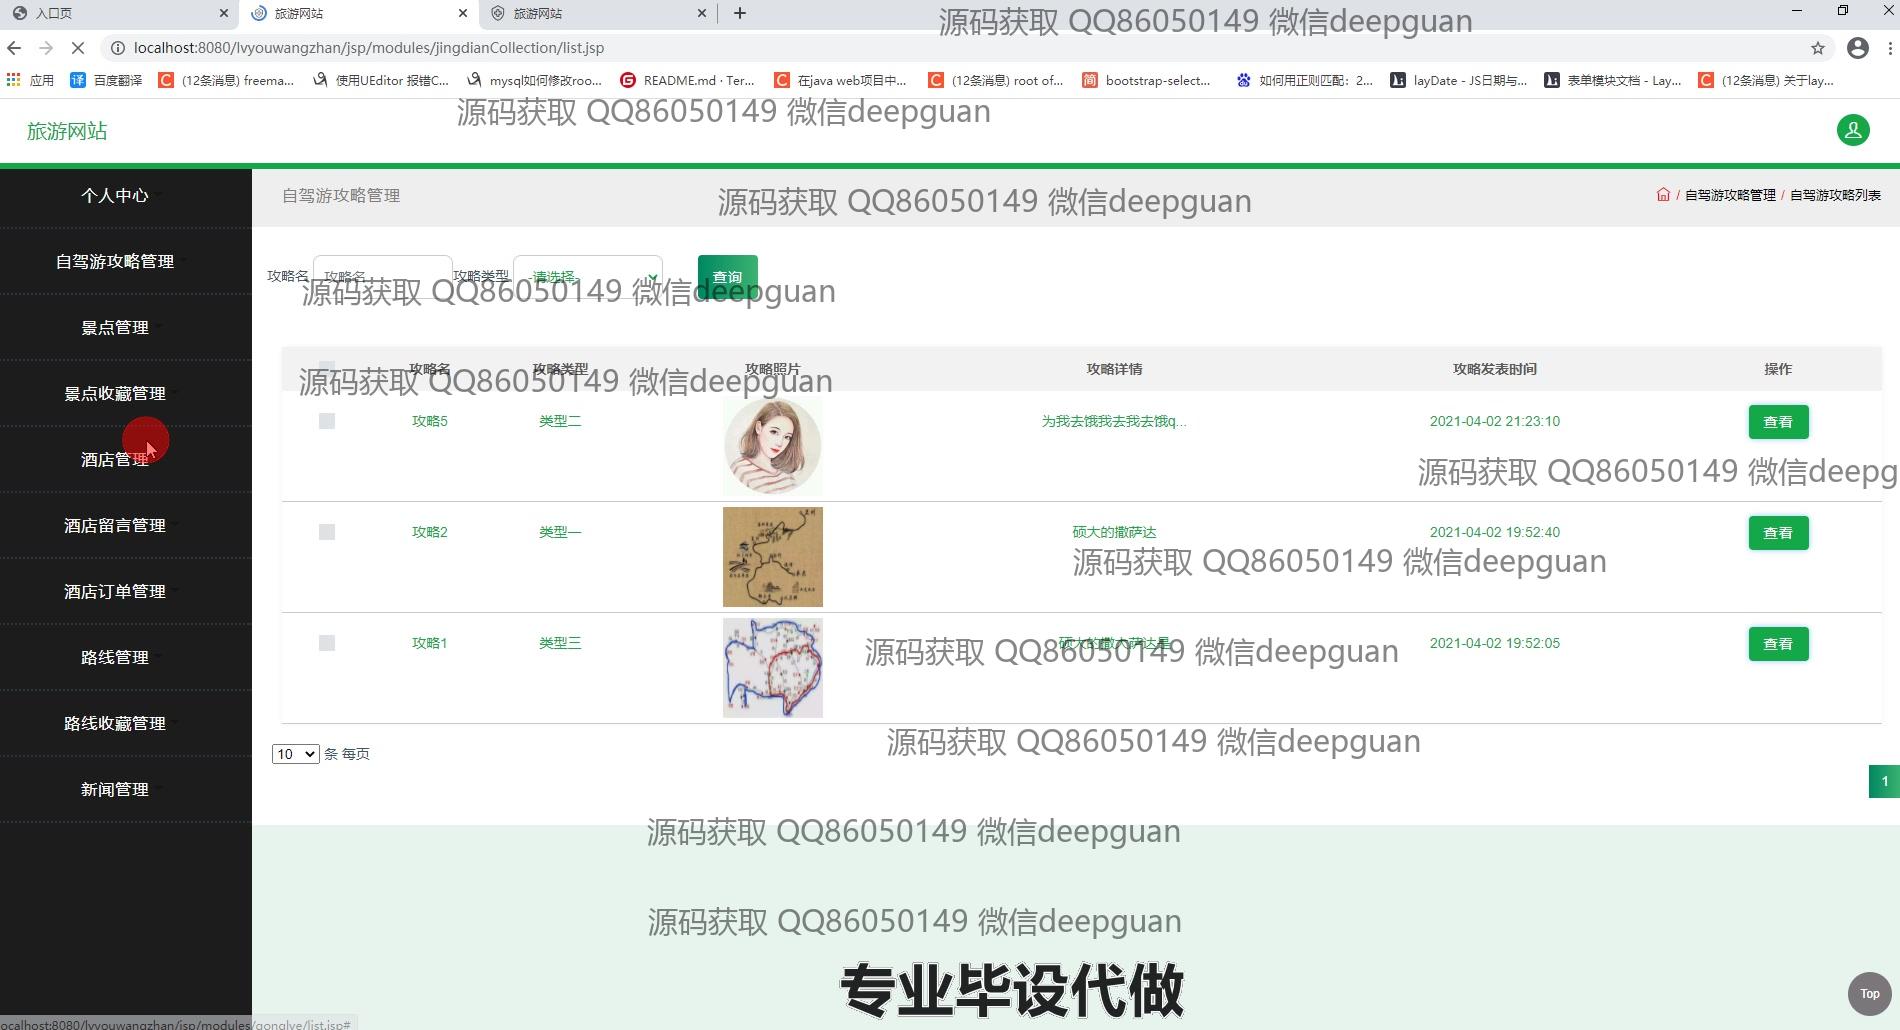 入口页
旅游网站
旅游网站
源码获取 QQ86050149 微信deepguan
localhost:8080/lvyouwangzhan/jsp/modules/jingdianCollection/list.jsp
应用
百度翻译
(12条消息) freema...
使用UEditor 报错C...
mysql如何修改roo...
README.md · Ter...
在java web项目中...
(12条消息) root of...
bootstrap-select...
如何用正则匹配：2...
layDate - JS日期与...
表单模块文档 - Lay...
(12条消息) 关于lay...
源码获取 QQ86050149 微信deepguan
旅游网站
个人中心
自驾游攻略管理
景点管理
景点收藏管理
酒店管理
酒店留言管理
酒店订单管理
路线管理
路线收藏管理
新闻管理
自驾游攻略管理
源码获取 QQ86050149 微信deepguan
/ 自驾游攻略管理 / 自驾游攻略列表
攻略名 攻略名 攻略类型 -请选择- 查询
源码获取 QQ86050149 微信deepguan
攻略名 攻略类型 攻略照片 攻略详情 攻略发表时间 操作
源码获取 QQ86050149 微信deepguan
攻略5 类型二 为我去饿我去我去饿q... 2021-04-02 21:23:10 查看
源码获取 QQ86050149 微信deepg
攻略2 类型一 硕大的撒萨达 2021-04-02 19:52:40 查看
源码获取 QQ86050149 微信deepguan
攻略1 类型三 硕大的撒大萨达是 2021-04-02 19:52:05 查看
源码获取 QQ86050149 微信deepguan
源码获取 QQ86050149 微信deepguan
10 条 每页
1
源码获取 QQ86050149 微信deepguan
源码获取 QQ86050149 微信deepguan
专业毕设代做
Top
ocalhost:8080/lvyouwangzhan/jsp/modules/gonglve/list.jsp#